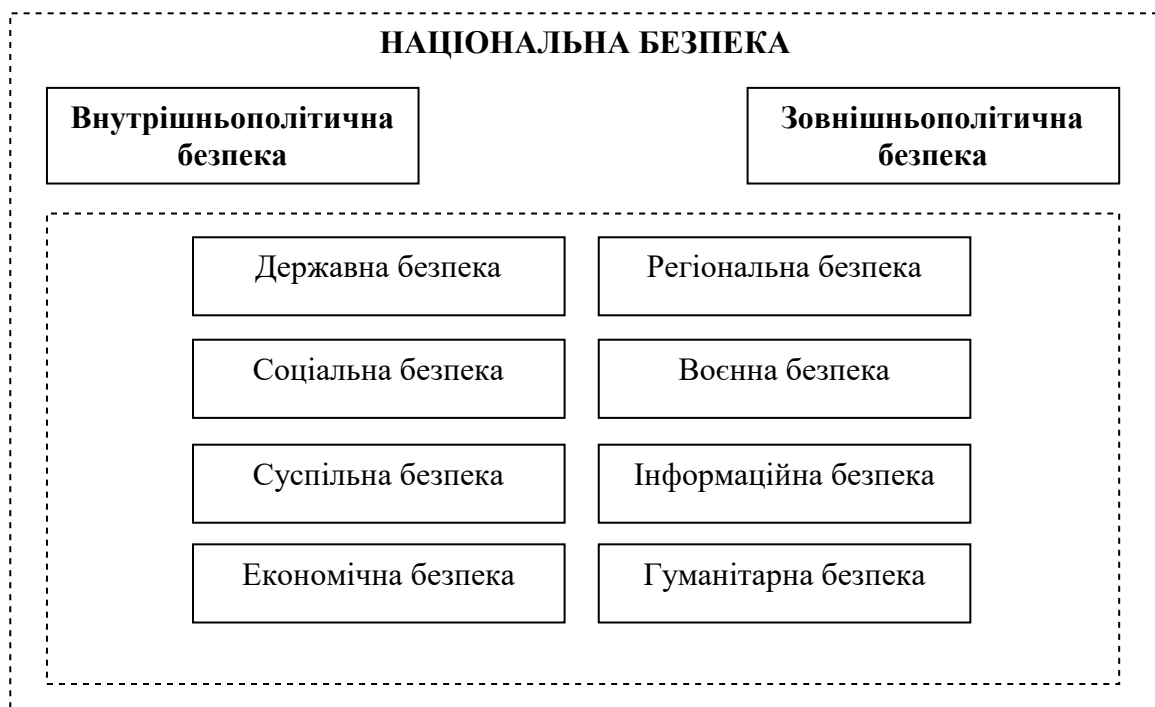 НАЦІОНАЛЬНА БЕЗПЕКА
Внутрішньополітична
безпека
Зовнішньополітична
безпека
Державна безпека
Регіональна безпека
Соціальна безпека
Воєнна безпека
Суспільна безпека
Інформаційна безпека
Економічна безпека
Гуманітарна безпека